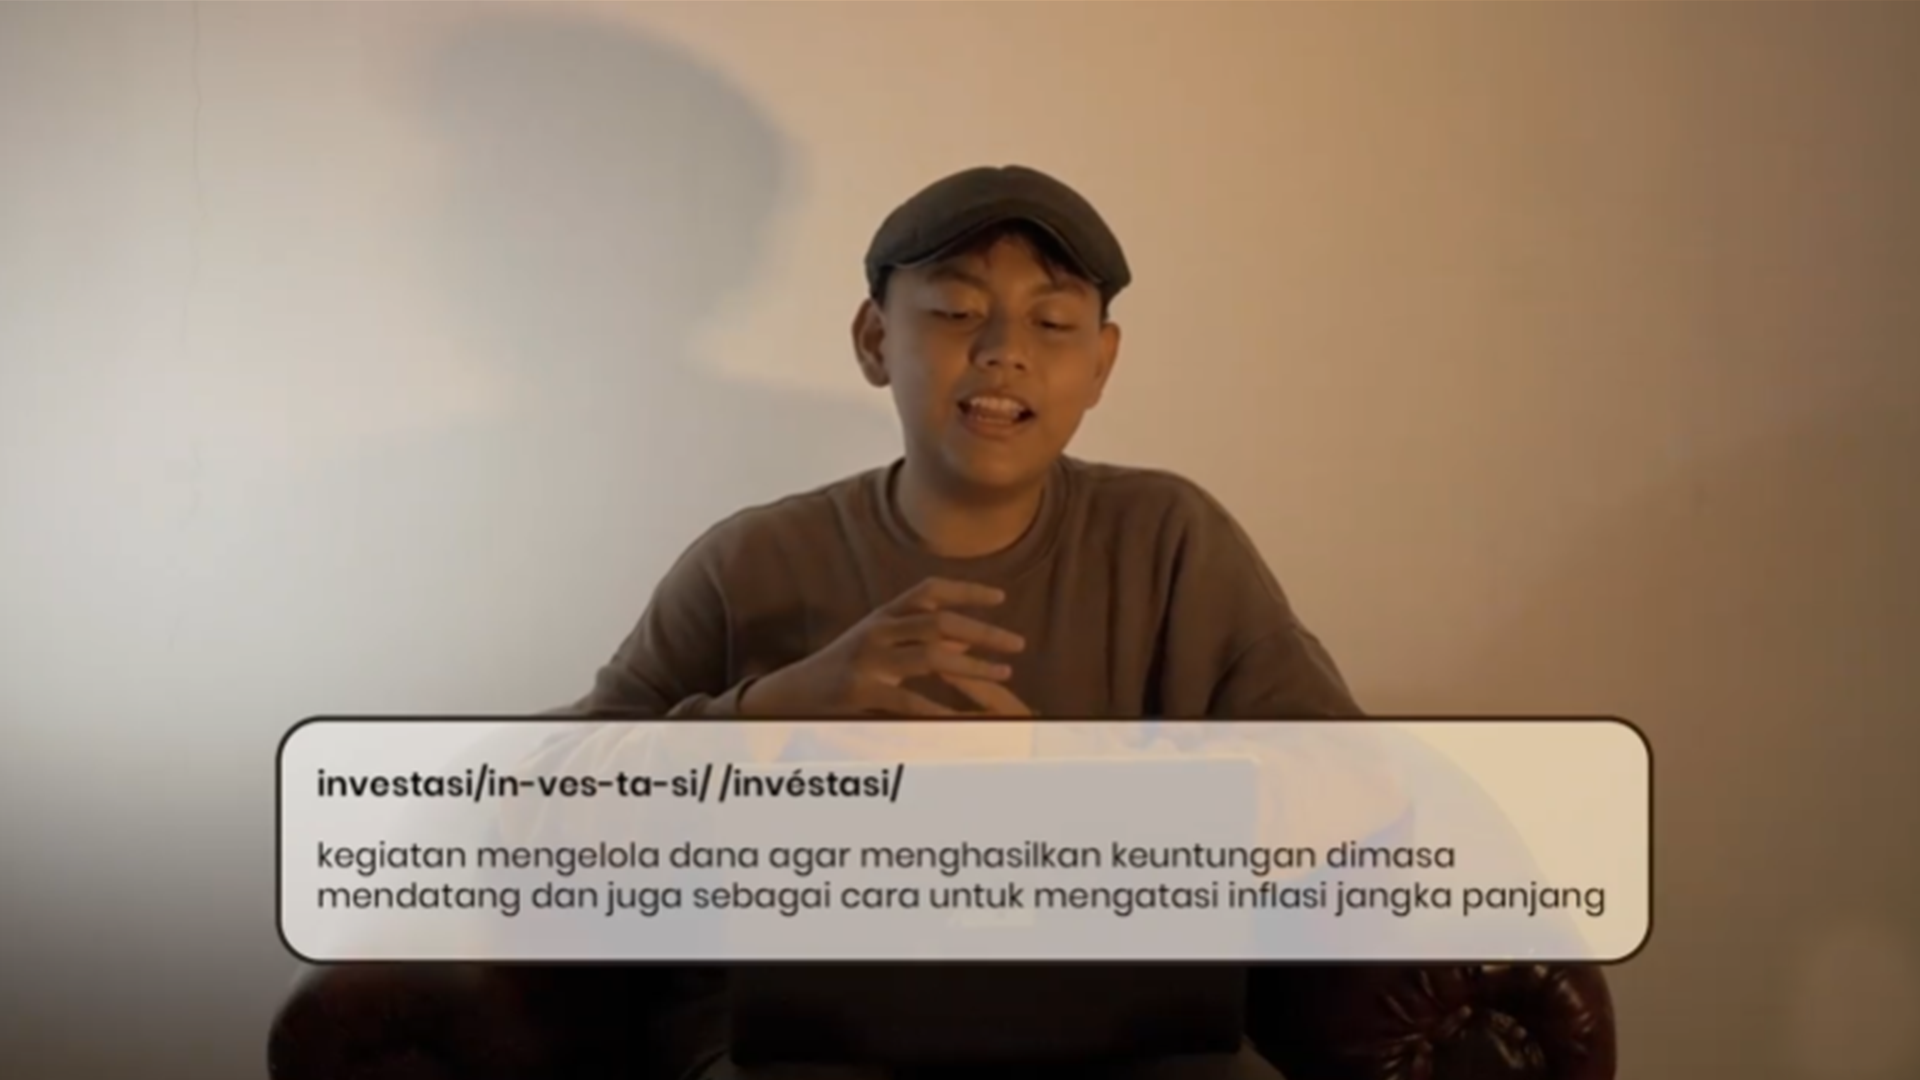 investasi/in-ves-ta-si/ /invéstasi/
kegiatan mengelola dana agar menghasilkan keuntungan dimasa
mendatang dan juga sebagai cara untuk mengatasi inflasi jangka panjang